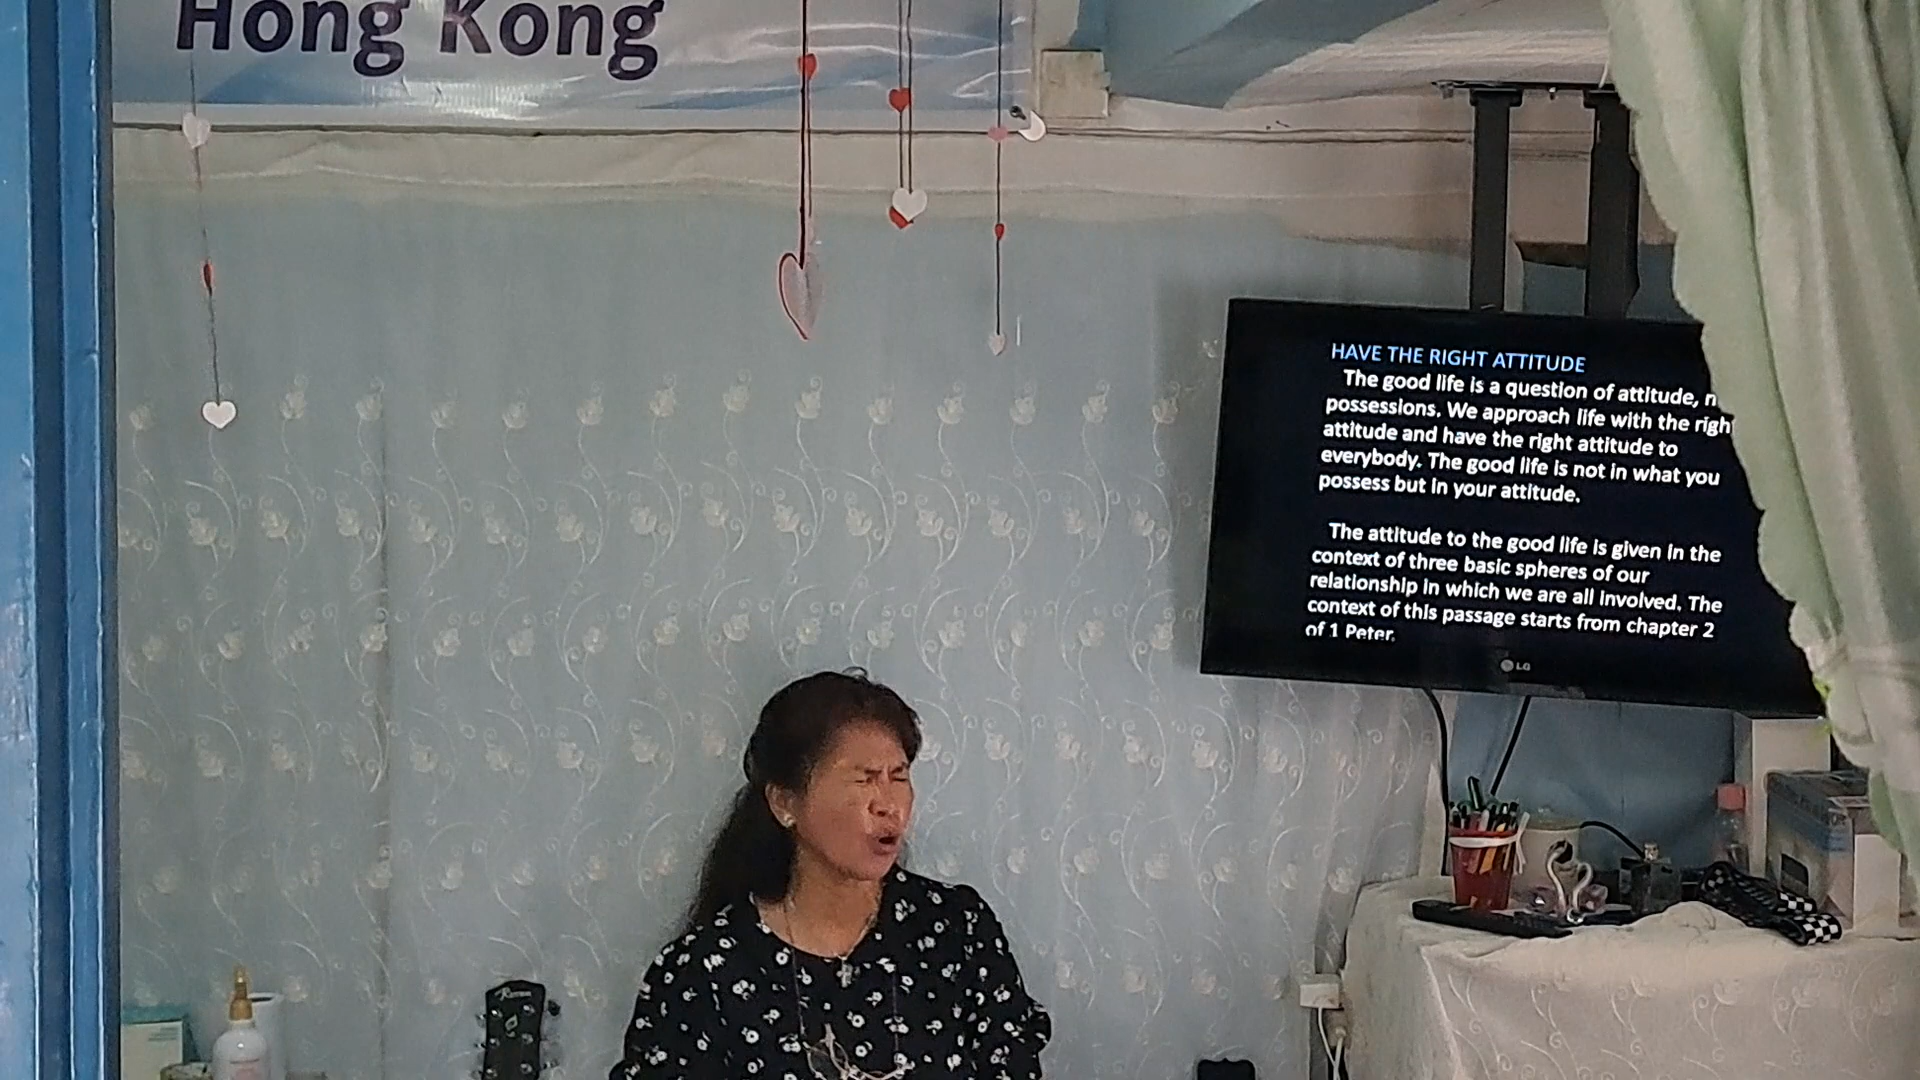 Hong Kong
HAVE THE RIGHT ATTITUDE
The good life is a question of attitude, n
possessions. We approach life with the righ
attitude and have the right attitude to
everybody. The good life is not in what you
possess but in your attitude.
The attitude to the good life is given in the
context of three basic spheres of our
relationship in which we are all involved. The
context of this passage starts from chapter 2
of 1 Peter.
LG